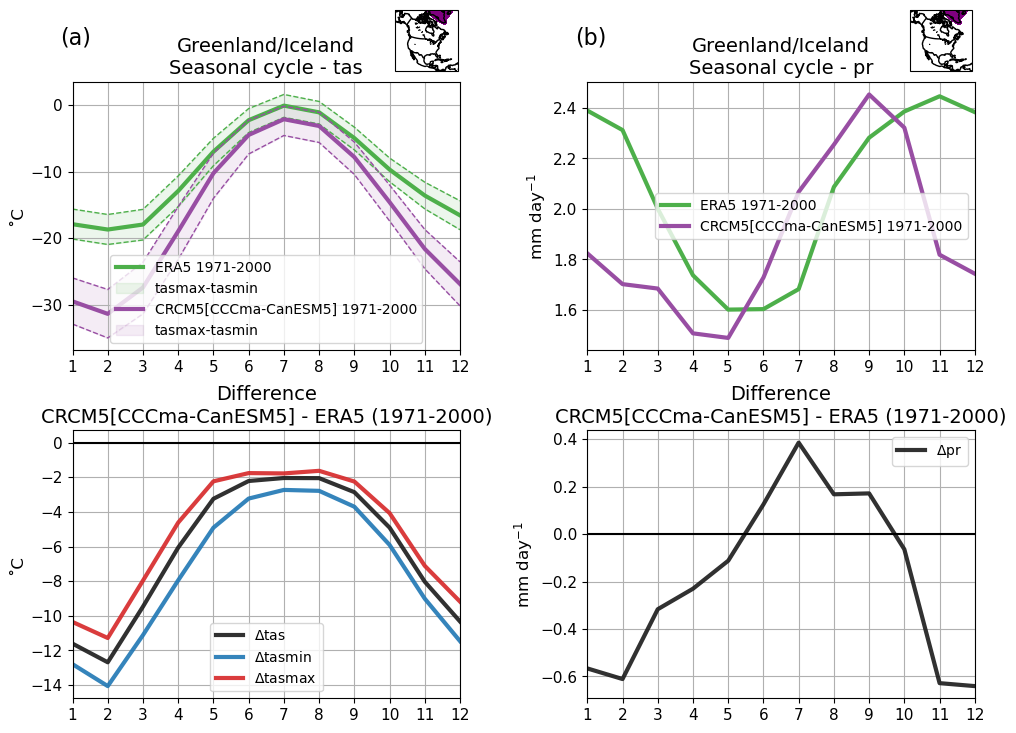 (a)
Greenland/Iceland
Seasonal cycle - tas
0
−10
−20
−30
˚C
ERA5 1971-2000
tasmax-tasmin
CRCM5[CCCma-CanESM5] 1971-2000
tasmax-tasmin
1 2 3 4 5 6 7 8 9 10 11 12
(b)
Greenland/Iceland
Seasonal cycle - pr
2.4
2.2
2.0
1.8
1.6
mm day⁻¹
ERA5 1971-2000
CRCM5[CCCma-CanESM5] 1971-2000
1 2 3 4 5 6 7 8 9 10 11 12
Difference
CRCM5[CCCma-CanESM5] - ERA5 (1971-2000)
0
−2
−4
−6
−8
−10
−12
−14
˚C
Δtas
Δtasmin
Δtasmax
1 2 3 4 5 6 7 8 9 10 11 12
Difference
CRCM5[CCCma-CanESM5] - ERA5 (1971-2000)
0.4
0.2
0.0
−0.2
−0.4
−0.6
mm day⁻¹
Δpr
1 2 3 4 5 6 7 8 9 10 11 12